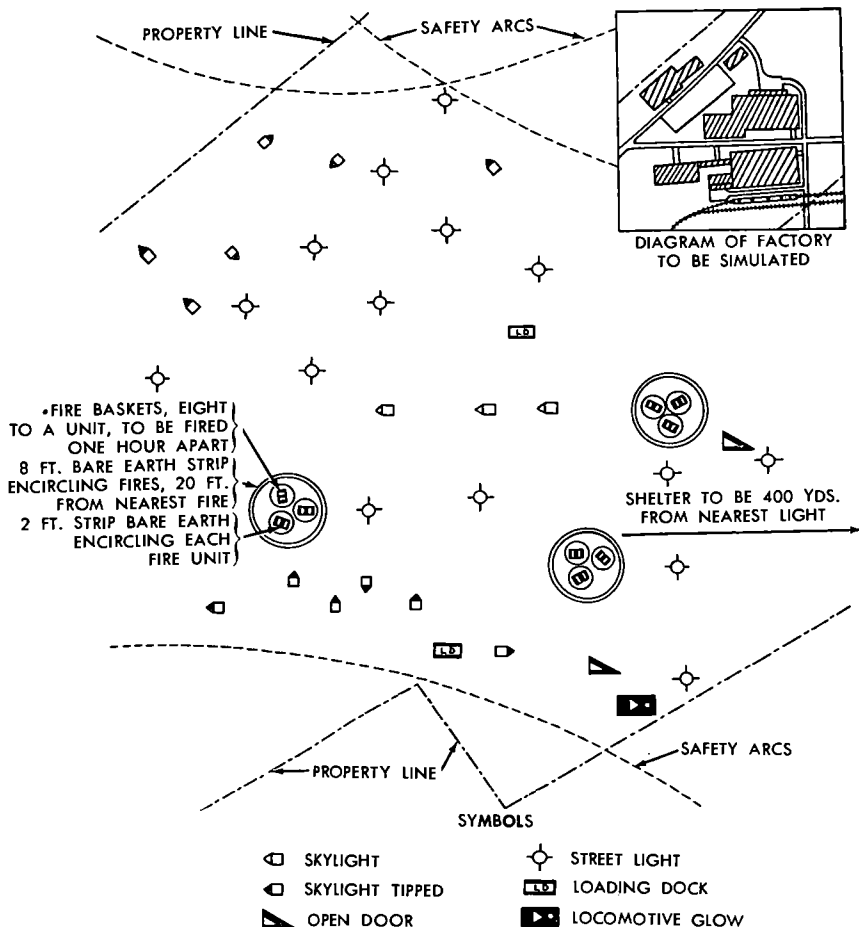 PROPERTY LINE
SAFETY ARCS
DIAGRAM OF FACTORY
TO BE SIMULATED
LD
•FIRE BASKETS, EIGHT
TO A UNIT, TO BE FIRED
ONE HOUR APART
8 FT. BARE EARTH STRIP
ENCIRCLING FIRES, 20 FT.
FROM NEAREST FIRE
2 FT. STRIP BARE EARTH
ENCIRCLING EACH
FIRE UNIT
SHELTER TO BE 400 YDS.
FROM NEAREST LIGHT
LD
PROPERTY LINE
SAFETY ARCS
SYMBOLS
SKYLIGHT
STREET LIGHT
SKYLIGHT TIPPED
LD LOADING DOCK
OPEN DOOR
LOCOMOTIVE GLOW